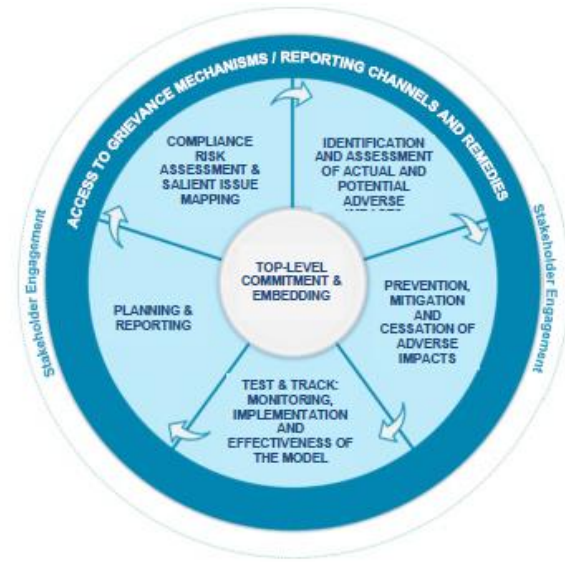 ACCESS TO GRIEVANCE MECHANISMS / REPORTING CHANNELS AND REMEDIES
Stakeholder Engagement
Stakeholder Engagement
COMPLIANCE
RISK
ASSESSMENT &
SALIENT ISSUE
MAPPING
IDENTIFICATION
AND ASSESSMENT
OF ACTUAL AND
POTENTIAL
ADVERSE
TOP-LEVEL
COMMITMENT &
EMBEDDING
PLANNING &
REPORTING
PREVENTION,
MITIGATION
AND
CESSATION OF
ADVERSE
IMPACTS
TEST & TRACK:
MONITORING,
IMPLEMENTATION
AND
EFFECTIVENESS OF
THE MODEL